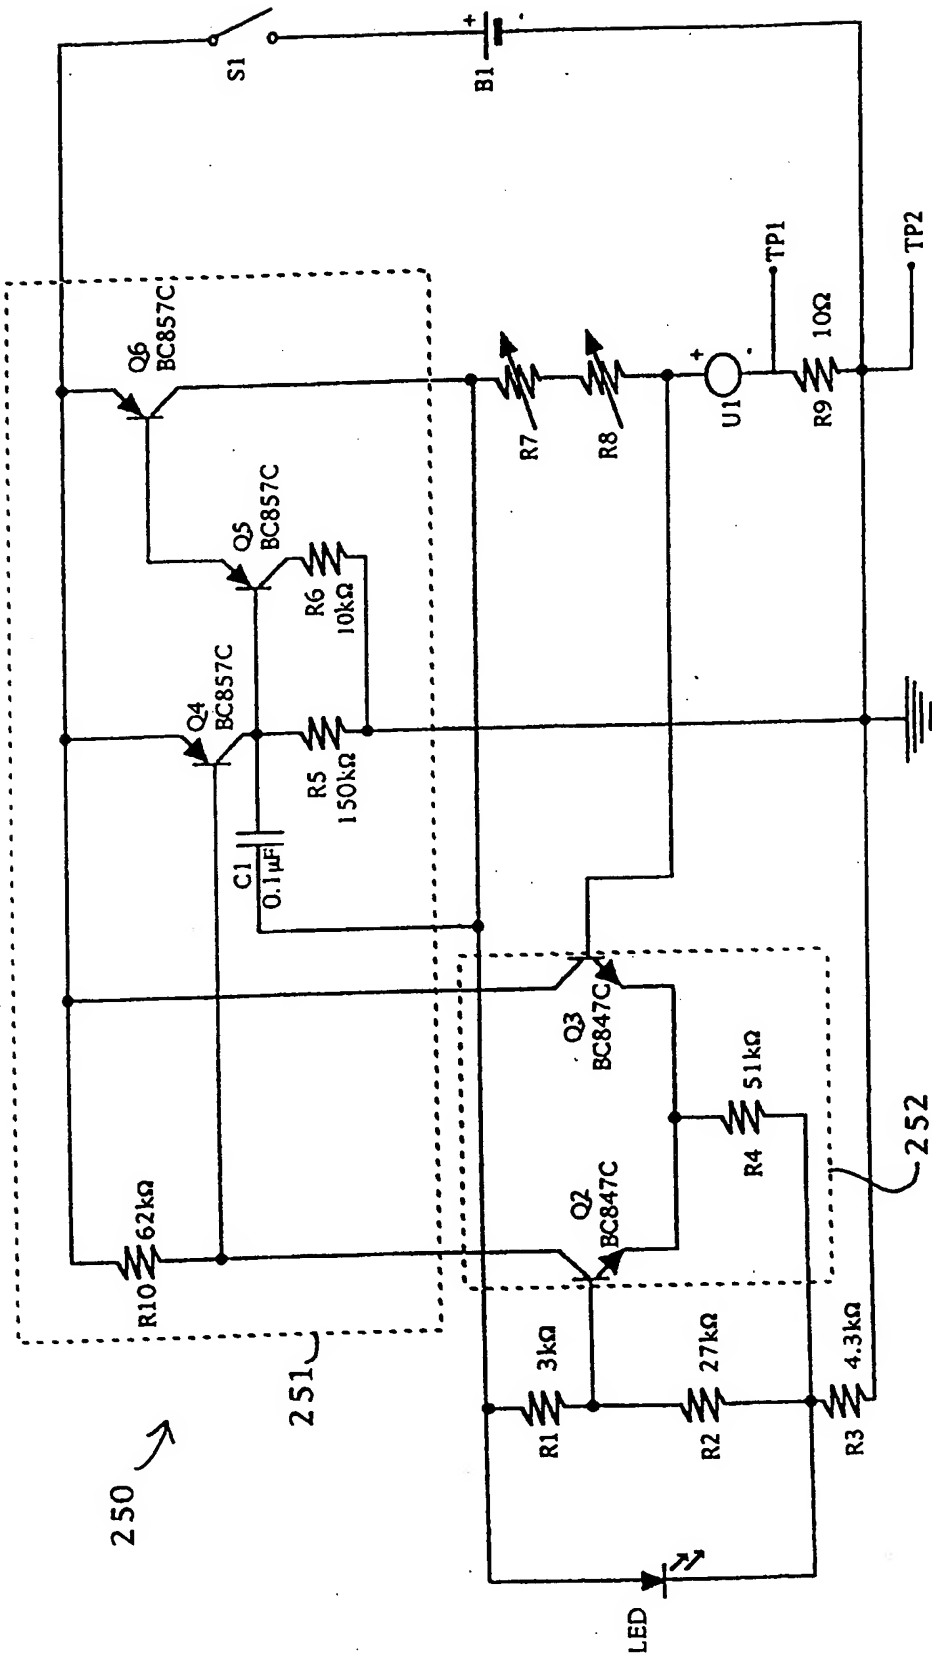 S1
+
B1
Q6
BC857C
Q5
BC857C
Q4
BC857C
R6
10kΩ
R5
150kΩ
C1
0.1µF
R10
62kΩ
251
250
R7
R8
+
U1
TP1
R9
10Ω
TP2
Q3
BC847C
Q2
BC847C
R4
51kΩ
252
R1
3kΩ
R2
27kΩ
R3
4.3kΩ
LED